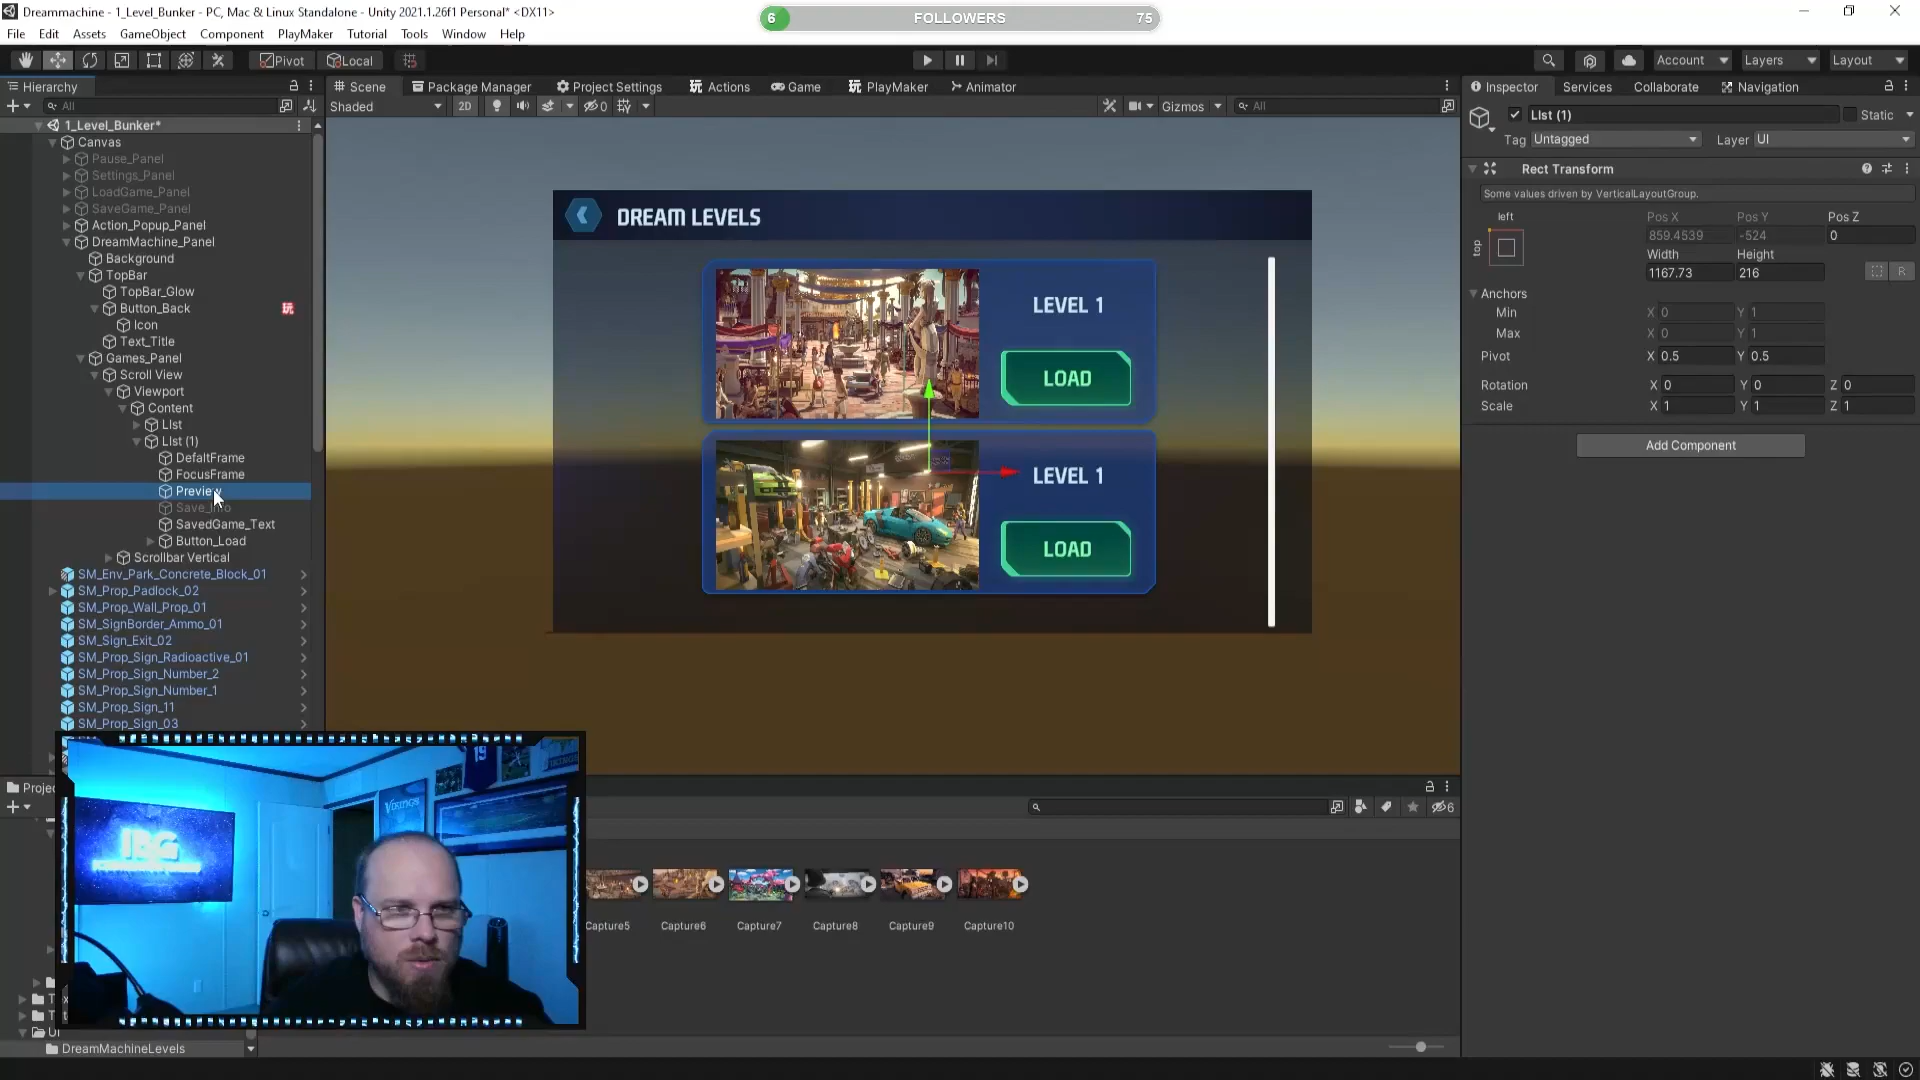 Dreammachine - 1_Level_Bunker - PC, Mac & Linux Standalone - Unity 2021.1.26f1 Personal* <DX11>
6 FOLLOWERS 75
File Edit Assets GameObject Component PlayMaker Tutorial Tools Window Help
Pivot Local
Account Layers Layout
Hierarchy
Scene Package Manager Project Settings Actions Game PlayMaker Animator
Inspector Services Collaborate Navigation
All
Shaded 2D 0 Gizmos All
LIst (1) Static
1_Level_Bunker*
Canvas
Pause_Panel
Settings_Panel
LoadGame_Panel
SaveGame_Panel
Action_Popup_Panel
DreamMachine_Panel
Background
TopBar
TopBar_Glow
Button_Back
Icon
Text_Title
Games_Panel
Scroll View
Viewport
Content
LIst
LIst (1)
DefaltFrame
FocusFrame
Preview
SavedGame_Text
Button_Load
Scrollbar Vertical
SM_Env_Park_Concrete_Block_01
SM_Prop_Padlock_02
SM_Prop_Wall_Prop_01
SM_SignBorder_Ammo_01
SM_Sign_Exit_02
SM_Prop_Sign_Radioactive_01
SM_Prop_Sign_Number_2
SM_Prop_Sign_Number_1
SM_Prop_Sign_11
SM_Prop_Sign_03
DREAM LEVELS
LEVEL 1
LOAD
LEVEL 1
LOAD
Tag Untagged Layer UI
Rect Transform
Some values driven by VerticalLayoutGroup.
left Pos X Pos Y Pos Z
top 859.4539 -524 0
Width Height
1167.73 216 R
Anchors
Min X 0 Y 1
Max X 0 Y 1
Pivot X 0.5 Y 0.5
Rotation X 0 Y 0 Z 0
Scale X 1 Y 1 Z 1
Add Component
Projec
6
19
VIKINGS
IBG
Capture5 Capture6 Capture7 Capture8 Capture9 Capture10
UI
DreamMachineLevels